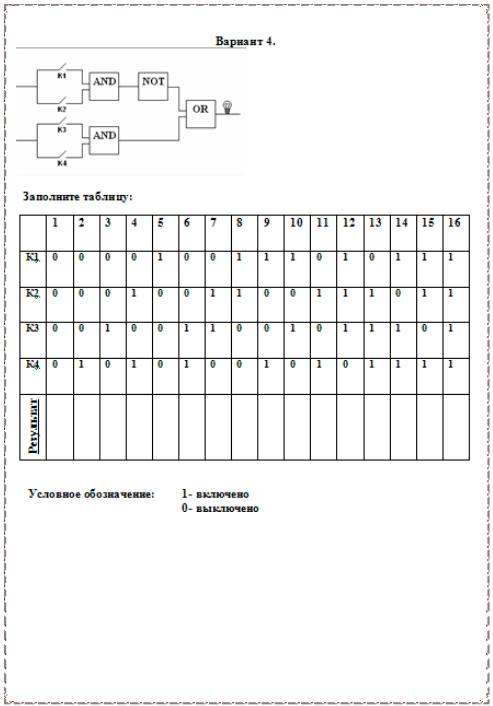 Вариант 4.
К1
AND
NOT
К2
OR
К3
AND
К4
Заполните таблицу:
1 2 3 4 5 6 7 8 9 10 11 12 13 14 15 16
К1 0 0 0 0 1 0 0 1 1 1 0 1 0 1 1 1
К2 0 0 0 1 0 0 1 1 0 0 1 1 1 0 1 1
К3 0 0 1 0 0 1 1 0 0 1 0 1 1 1 0 1
К4 0 1 0 1 0 1 0 0 1 0 1 0 1 1 1 1
Результат
Условное обозначение: 1- включено
0- выключено